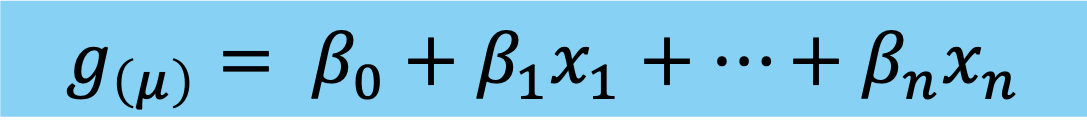 g₍μ₎ = β₀ + β₁x₁ + ⋯ + βₙxₙ